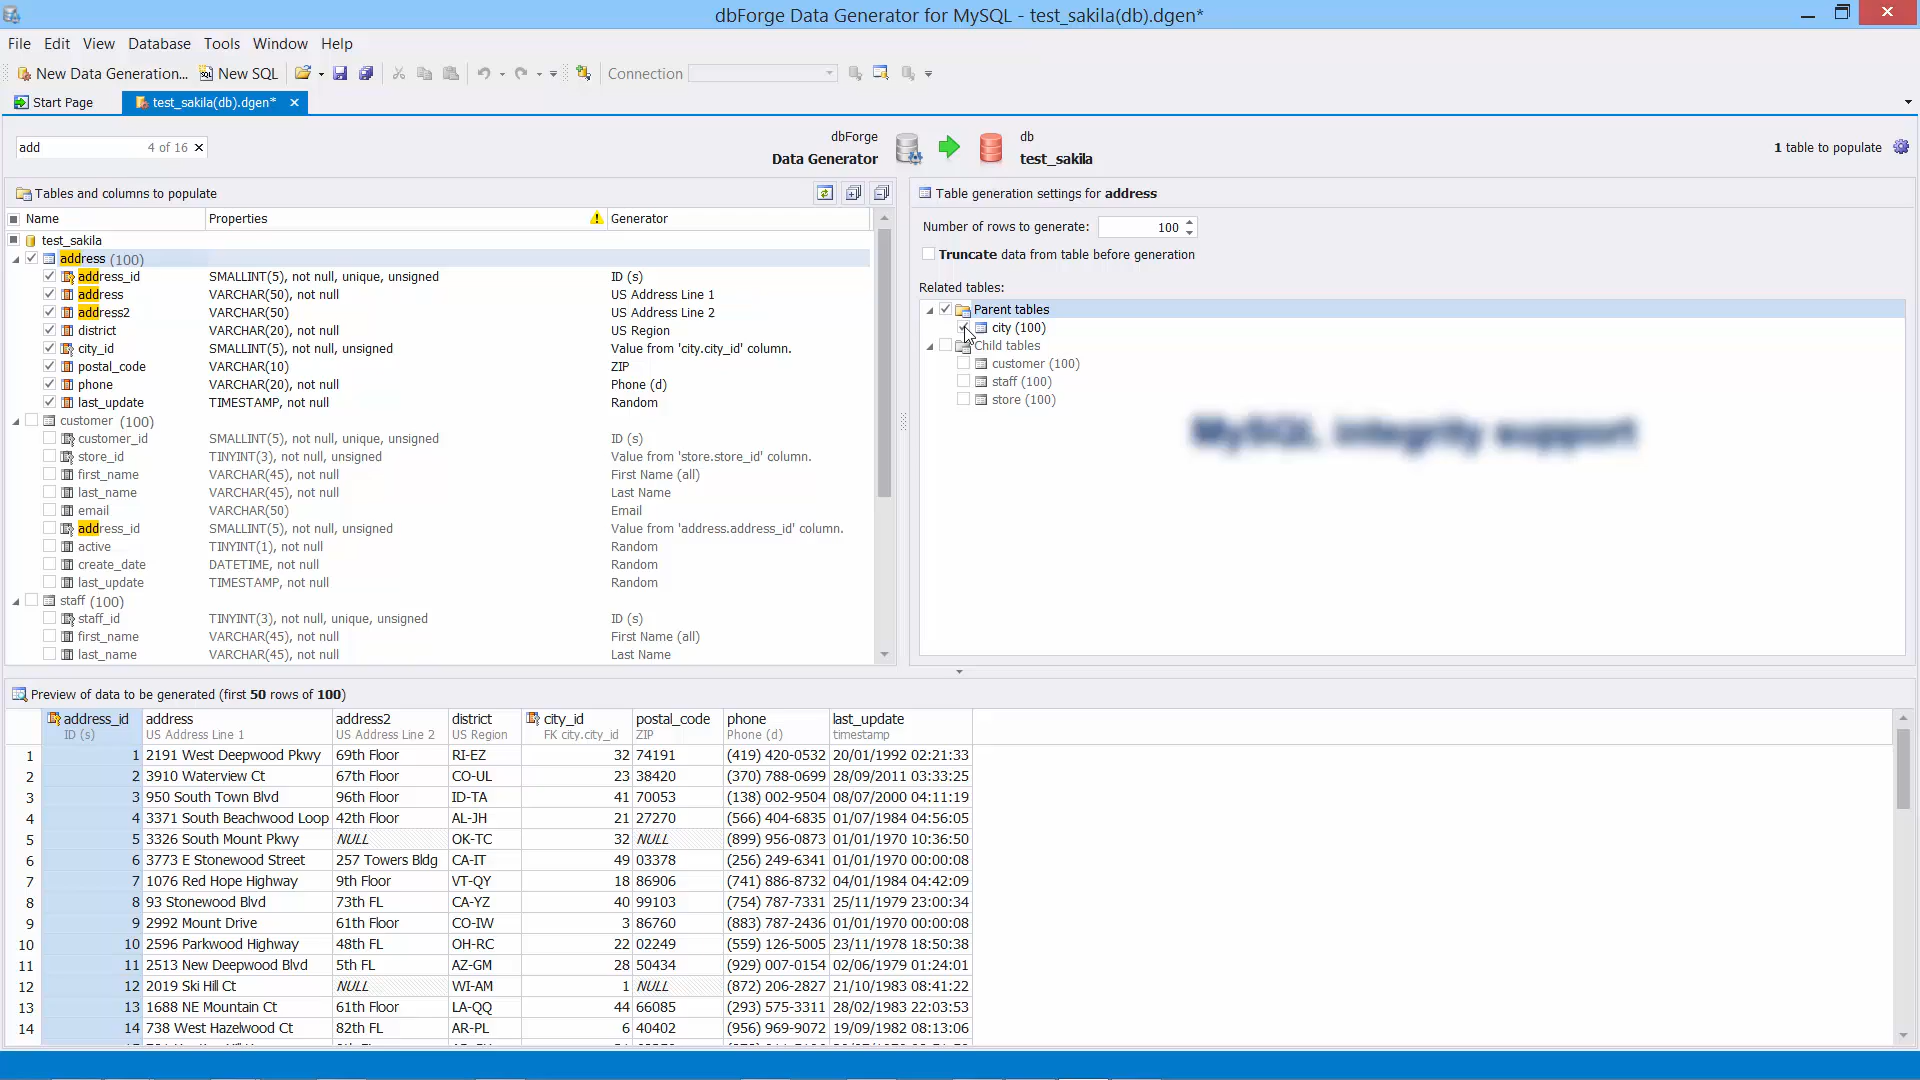 dbForge Data Generator for MySQL - test_sakila(db).dgen*
File Edit View Database Tools Window Help
New Data Generation... New SQL Connection
Start Page test_sakila(db).dgen*
add 4 of 16
dbForge
Data Generator
db
test_sakila
1 table to populate
Tables and columns to populate
Name Properties Generator
test_sakila
address (100)
address_id SMALLINT(5), not null, unique, unsigned ID (s)
address VARCHAR(50), not null US Address Line 1
address2 VARCHAR(50) US Address Line 2
district VARCHAR(20), not null US Region
city_id SMALLINT(5), not null, unsigned Value from 'city.city_id' column.
postal_code VARCHAR(10) ZIP
phone VARCHAR(20), not null Phone (d)
last_update TIMESTAMP, not null Random
customer (100)
customer_id SMALLINT(5), not null, unique, unsigned ID (s)
store_id TINYINT(3), not null, unsigned Value from 'store.store_id' column.
first_name VARCHAR(45), not null First Name (all)
last_name VARCHAR(45), not null Last Name
email VARCHAR(50) Email
address_id SMALLINT(5), not null, unsigned Value from 'address.address_id' column.
active TINYINT(1), not null Random
create_date DATETIME, not null Random
last_update TIMESTAMP, not null Random
staff (100)
staff_id TINYINT(3), not null, unique, unsigned ID (s)
first_name VARCHAR(45), not null First Name (all)
last_name VARCHAR(45), not null Last Name
Table generation settings for address
Number of rows to generate: 100
Truncate data from table before generation
Related tables:
Parent tables
city (100)
Child tables
customer (100)
staff (100)
store (100)
MySQL integrity support
Preview of data to be generated (first 50 rows of 100)
address_id address address2 district city_id postal_code phone last_update
ID (s) US Address Line 1 US Address Line 2 US Region FK city.city_id ZIP Phone (d) timestamp
1 1 2191 West Deepwood Pkwy 69th Floor RI-EZ 32 74191 (419) 420-0532 20/01/1992 02:21:33
2 2 3910 Waterview Ct 67th Floor CO-UL 23 38420 (370) 788-0699 28/09/2011 03:33:25
3 3 950 South Town Blvd 96th Floor ID-TA 41 70053 (138) 002-9504 08/07/2000 04:11:19
4 4 3371 South Beachwood Loop 42th Floor AL-JH 21 27270 (566) 404-6835 01/07/1984 04:56:05
5 5 3326 South Mount Pkwy NULL OK-TC 32 NULL (899) 956-0873 01/01/1970 10:36:50
6 6 3773 E Stonewood Street 257 Towers Bldg CA-IT 49 03378 (256) 249-6341 01/01/1970 00:00:08
7 7 1076 Red Hope Highway 9th Floor VT-QY 18 86906 (741) 886-8732 04/01/1984 04:42:09
8 8 93 Stonewood Blvd 73th FL CA-YZ 40 99103 (754) 787-7331 25/11/1979 23:00:34
9 9 2992 Mount Drive 61th Floor CO-IW 3 86760 (883) 787-2436 01/01/1970 00:00:08
10 10 2596 Parkwood Highway 48th FL OH-RC 22 02249 (559) 126-5005 23/11/1978 18:50:38
11 11 2513 New Deepwood Blvd 5th FL AZ-GM 28 50434 (929) 007-0154 02/06/1979 01:24:01
12 12 2019 Ski Hill Ct NULL WI-AM 1 NULL (872) 206-2827 21/10/1983 08:41:22
13 13 1688 NE Mountain Ct 61th Floor LA-QQ 44 66085 (293) 575-3311 28/02/1983 22:03:53
14 14 738 West Hazelwood Ct 82th FL AR-PL 6 40402 (956) 969-9072 19/09/1982 08:13:06